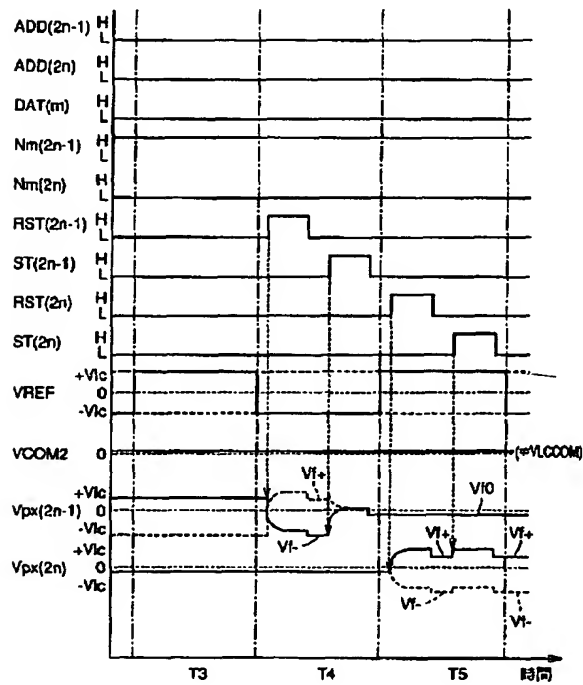 ADD(2n-1) H L
ADD(2n) H L
DAT(m) H L
Nm(2n-1) H L
Nm(2n) H L
RST(2n-1) H L
ST(2n-1) H L
RST(2n) H L
ST(2n) H L
VREF +Vlc 0 -Vlc
VCOM2 0 (≠VLCCOM)
Vpx(2n-1) +Vlc 0 -Vlc Vf+ Vf- Vf0
Vpx(2n) +Vlc 0 -Vlc Vf+ Vf+ Vf- Vf-
T3 T4 T5 時間